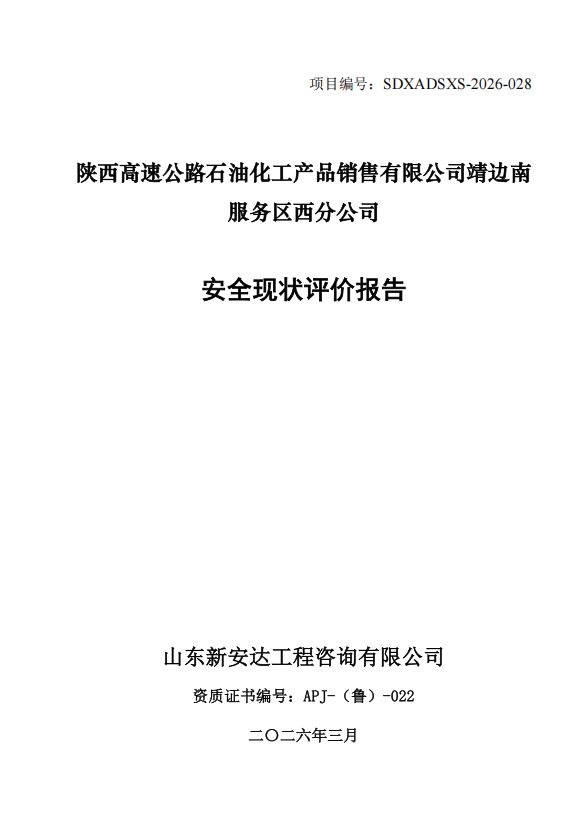 项目编号：SDXADSXS-2026-028
陕西高速公路石油化工产品销售有限公司靖边南
服务区西分公司
安全现状评价报告
山东新安达工程咨询有限公司
资质证书编号：APJ-（鲁）-022
二〇二六年三月